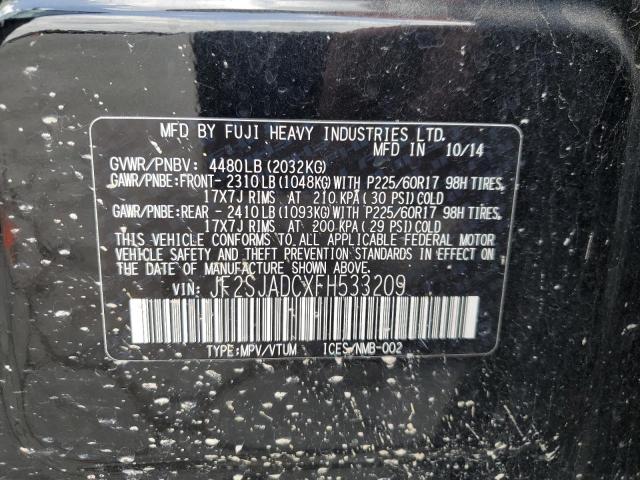 MFD BY FUJI HEAVY INDUSTRIES LTD.
MFD IN 10/14
GVWR/PNBV: 4480LB (2032KG)
GAWR/PNBE:FRONT-2310LB (1048KG) WITH P225/60R17 98H TIRES,
17X7J RIMS AT 210 KPA (30 PSI) COLD
GAWR/PNBE:REAR -2410LB (1093KG) WITH P225/60R17 98H TIRES,
17X7J RIMS AT 200 KPA (29 PSI) COLD
THIS VEHICLE CONFORMS TO ALL APPLICABLE FEDERAL MOTOR
VEHICLE SAFETY AND THEFT PREVENTION STANDARDS IN EFFECT ON
THE DATE OF MANUFACTURE SHOWN ABOVE.
VIN: JF2SJADCXFH533209
TYPE:MPV/VTUM ICES/NMB-002